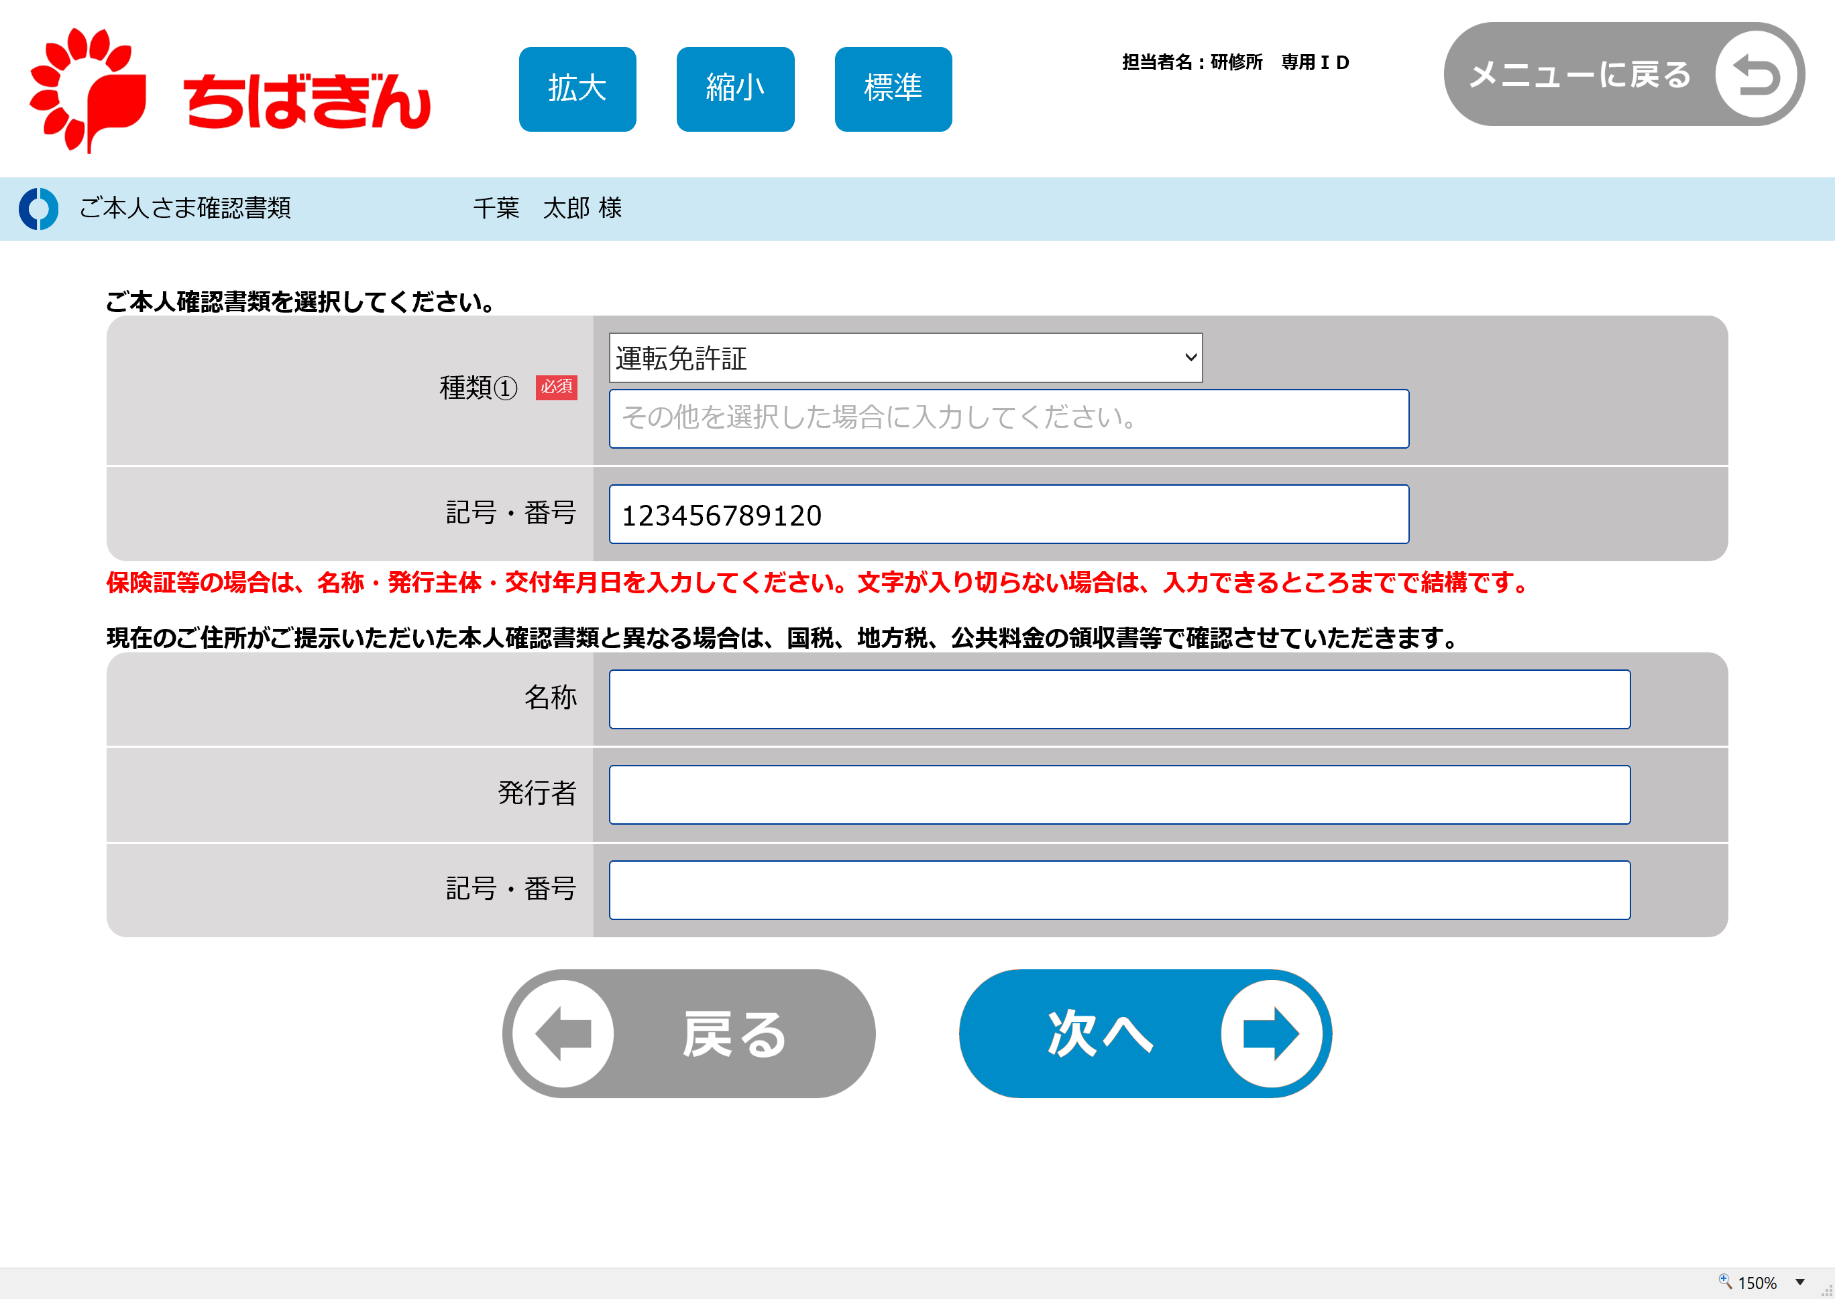 ちばぎん
拡大
縮小
標準
担当者名：研修所　専用ＩＤ
メニューに戻る
ご本人さま確認書類
千葉　太郎 様
ご本人確認書類を選択してください。
種類①
必須
運転免許証
その他を選択した場合に入力してください。
記号・番号
123456789120
保険証等の場合は、名称・発行主体・交付年月日を入力してください。文字が入り切らない場合は、入力できるところまでで結構です。
現在のご住所がご提示いただいた本人確認書類と異なる場合は、国税、地方税、公共料金の領収書等で確認させていただきます。
名称
発行者
記号・番号
戻る
次へ
150%